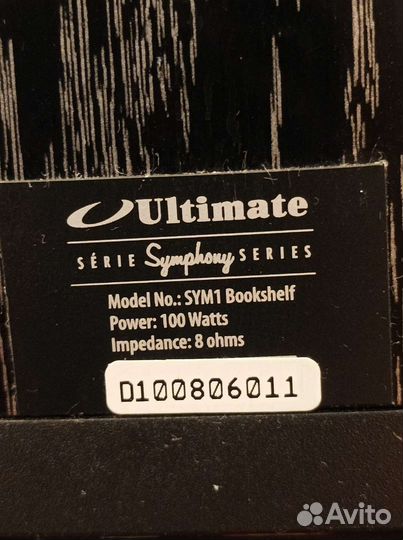 Ultimate
SÉRIE Symphony SERIES
Model No.: SYM1 Bookshelf
Power: 100 Watts
Impedance: 8 ohms
D100806011
Avito